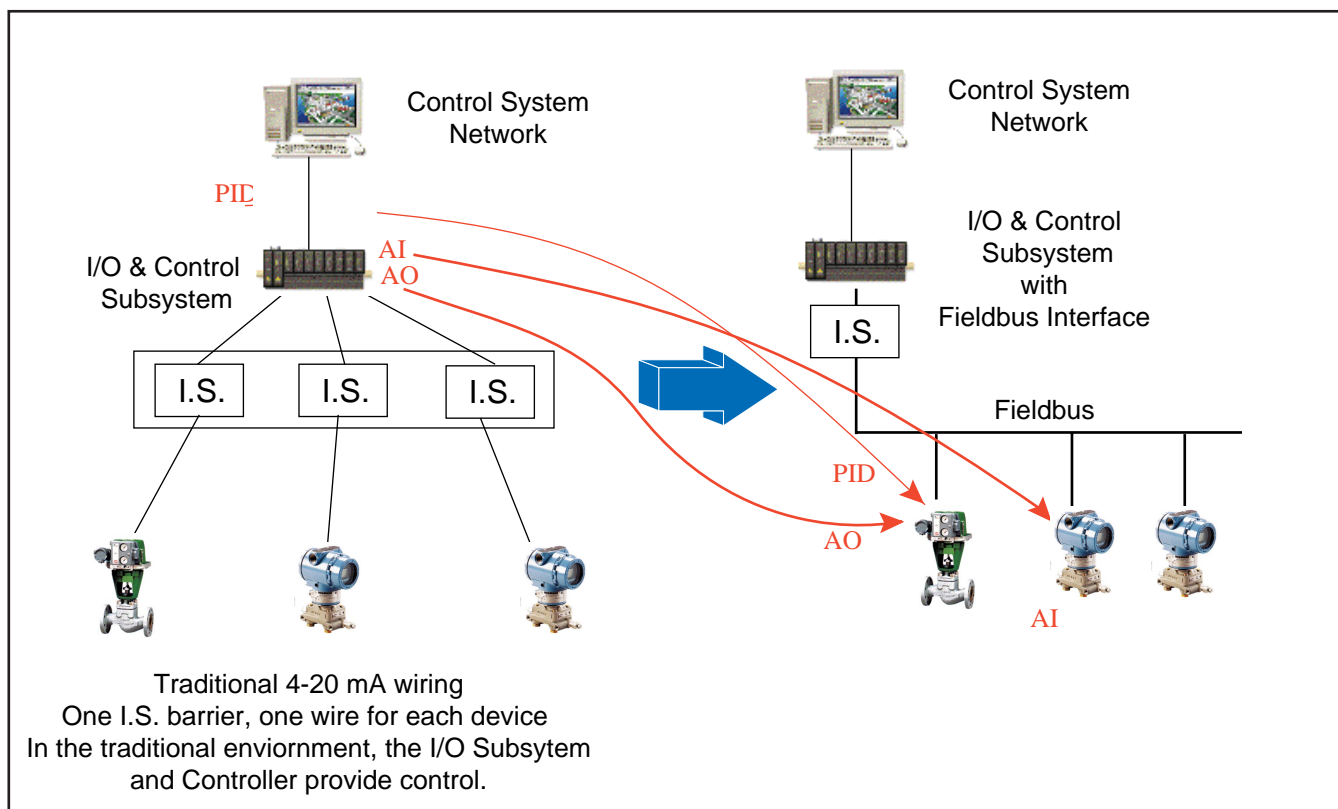 Control System
Network
PID
AI
AO
I/O & Control
Subsystem
I.S.
I.S.
I.S.
Traditional 4-20 mA wiring
One I.S. barrier, one wire for each device
In the traditional enviornment, the I/O Subsytem
and Controller provide control.
Control System
Network
I/O & Control
Subsystem
with
Fieldbus Interface
I.S.
Fieldbus
PID
AO
AI